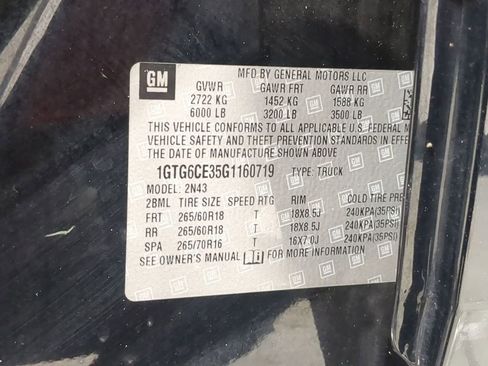 GM
MFD BY GENERAL MOTORS LLC
GVWR GAWR FRT GAWR RR
2722 KG 1452 KG 1588 KG
6000 LB 3200 LB 3500 LB
THIS VEHICLE CONFORMS TO ALL APPLICABLE U.S. FEDERAL M
AND THEFT PREVENTION STANDARDS IN EFFE
THE DATE OF MANUFACTURE SHOWN ABOVE.
1GTG6CE35G1160719 TYPE: TRUCK
MODEL: 2N43
2BML TIRE SIZE SPEED RTG RIM COLD TIRE PRE
FRT 265/60R18 T 18X8.5J 240KPA(35PSI)
RR 265/60R18 T 18X8.5J 240KPA(35PSI)
SPA 265/70R16 T 16X7.0J 240KPA(35PSI)
SEE OWNER'S MANUAL FOR MORE INFORMATION